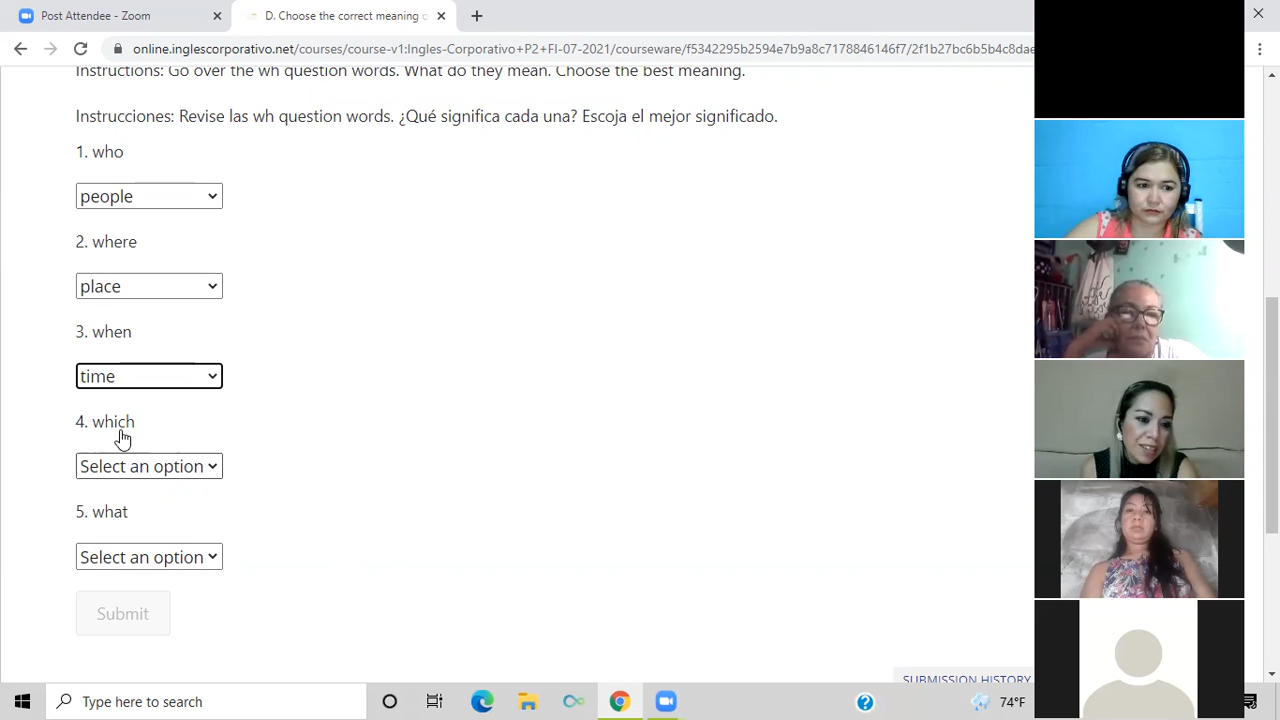 Post Attendee - Zoom
D. Choose the correct meaning o
online.inglescorporativo.net/courses/course-v1:Ingles-Corporativo+P2+FI-07-2021/courseware/f5342295b2594e7b9a8c7178846146f7/2f1b27bc6b5b4c8dae
Instructions: Go over the wh question words. What do they mean. Choose the best meaning.
Instrucciones: Revise las wh question words. ¿Qué significa cada una? Escoja el mejor significado.
1. who
people
2. where
place
3. when
time
4. which
Select an option
5. what
Select an option
Submit
SUBMISSION HISTORY
Type here to search
74°F